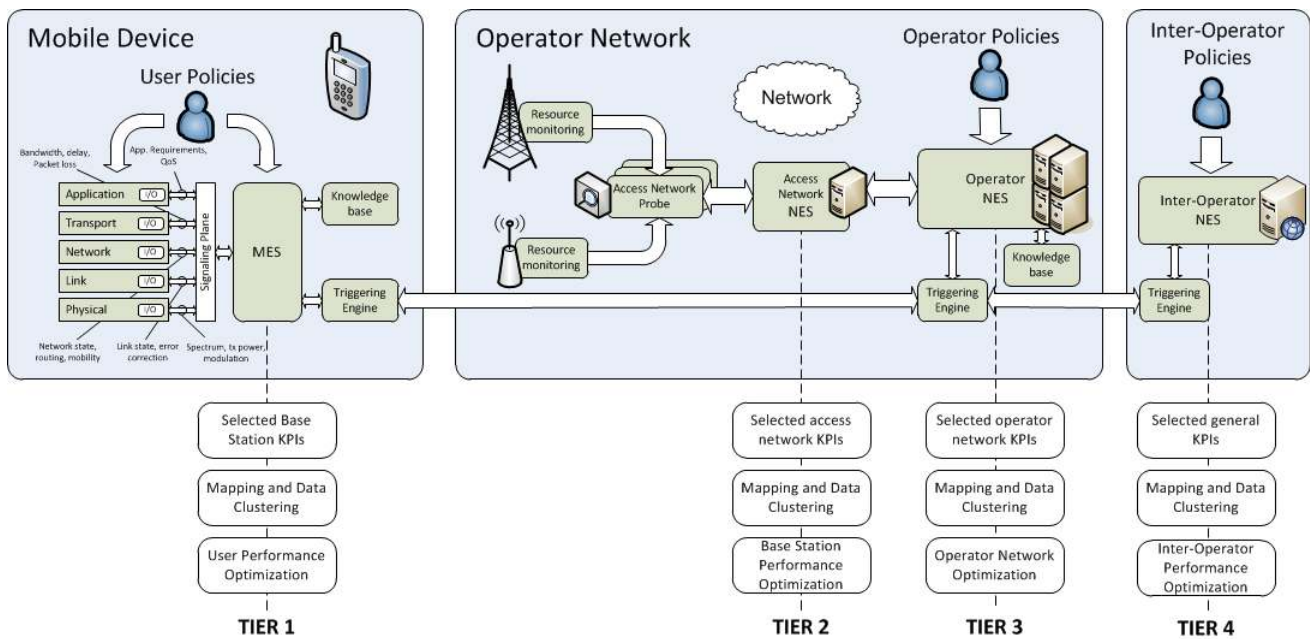 Mobile Device
User Policies
Bandwidth, delay,
Packet loss
App. Requirements,
QoS
Application
I/O
Transport
I/O
Network
I/O
Link
I/O
Physical
I/O
Signaling Plane
MES
Knowledge
base
Triggering
Engine
Network state,
routing, mobility
Link state, error
correction
Spectrum, tx power,
modulation
Operator Network
Resource
monitoring
Resource
monitoring
Access Network
Probe
Network
Access
Network
NES
Operator Policies
Operator
NES
Knowledge
base
Triggering
Engine
Inter-Operator
Policies
Inter-Operator
NES
Triggering
Engine
Selected Base
Station KPIs
Mapping and Data
Clustering
User Performance
Optimization
TIER 1
Selected access
network KPIs
Mapping and Data
Clustering
Base Station
Performance
Optimization
TIER 2
Selected operator
network KPIs
Mapping and Data
Clustering
Operator Network
Optimization
TIER 3
Selected general
KPIs
Mapping and Data
Clustering
Inter-Operator
Performance
Optimization
TIER 4